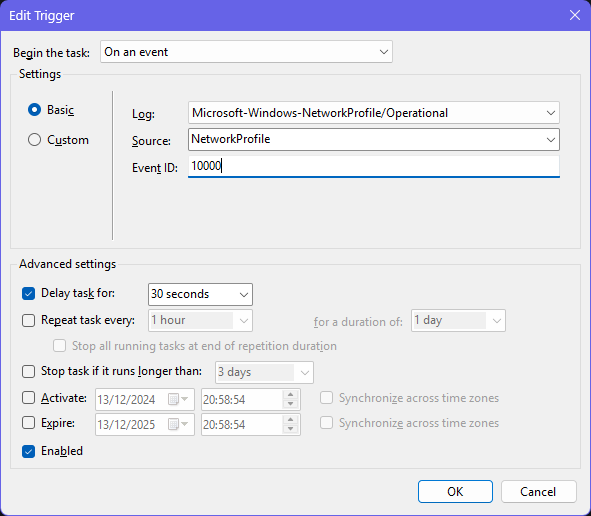 Edit Trigger
Begin the task: On an event
Settings
Basic
Custom
Log: Microsoft-Windows-NetworkProfile/Operational
Source: NetworkProfile
Event ID: 10000
Advanced settings
Delay task for: 30 seconds
Repeat task every: 1 hour for a duration of: 1 day
Stop all running tasks at end of repetition duration
Stop task if it runs longer than: 3 days
Activate: 13/12/2024 20:58:54 Synchronize across time zones
Expire: 13/12/2025 20:58:54 Synchronize across time zones
Enabled
OK Cancel